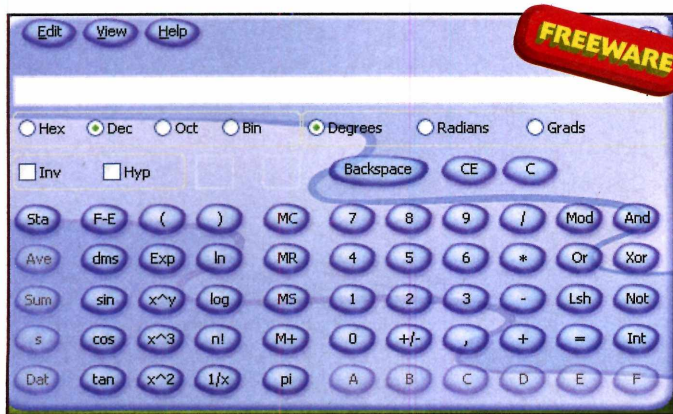 Edit View Help
FREEWARE
Hex Dec Oct Bin Degrees Radians Grads
Inv Hyp Backspace CE C
Sta F-E ( ) MC 7 8 9 / Mod And
Ave dms Exp ln MR 4 5 6 * Or Xor
Sum sin x^y log MS 1 2 3 - Lsh Not
s cos x^3 n! M+ 0 +/- , + = Int
Dat tan x^2 1/x pi A B C D E F